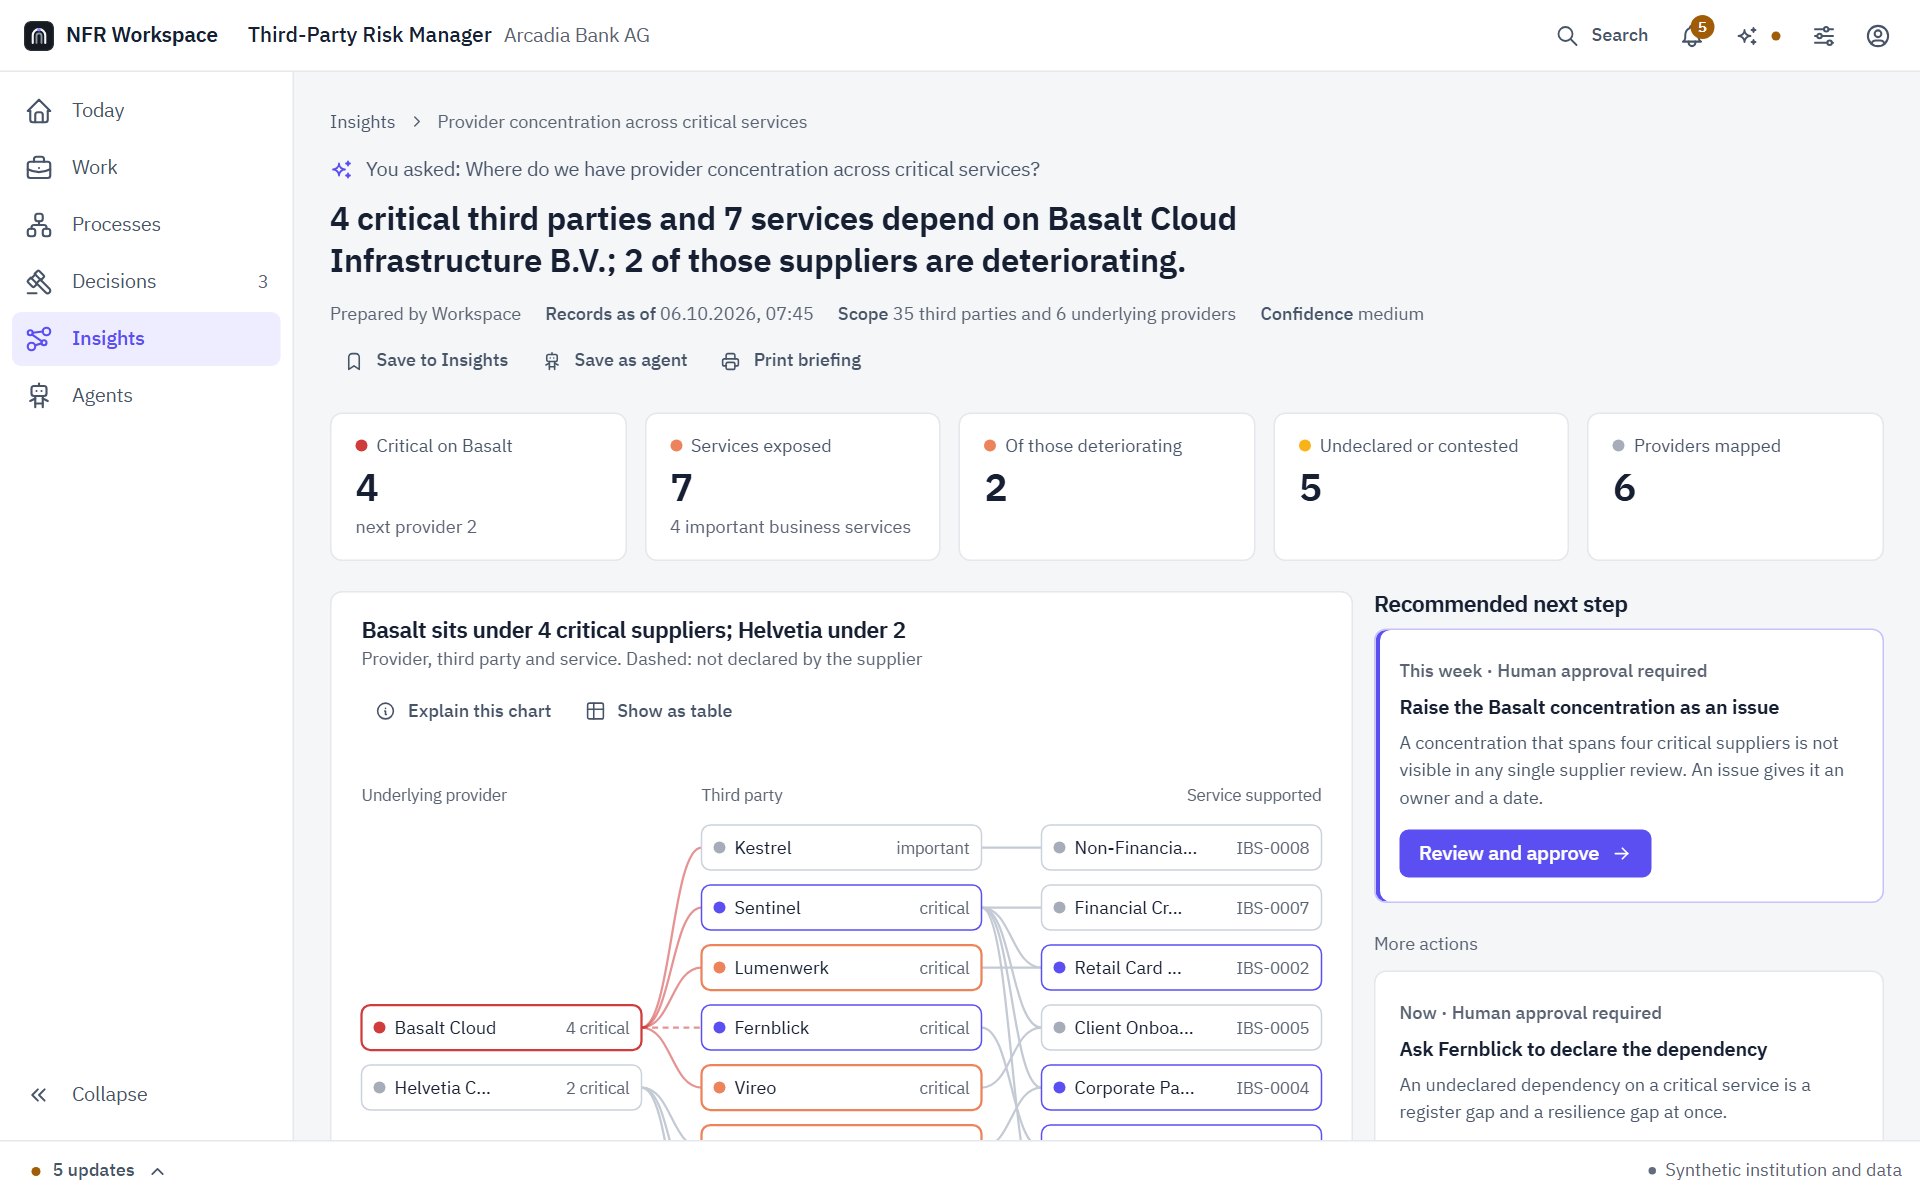 NFR Workspace
Third-Party Risk Manager Arcadia Bank AG
Search
5
Today
Work
Processes
Decisions 3
Insights
Agents
Collapse
Insights > Provider concentration across critical services
You asked: Where do we have provider concentration across critical services?
4 critical third parties and 7 services depend on Basalt Cloud
Infrastructure B.V.; 2 of those suppliers are deteriorating.
Prepared by Workspace Records as of 06.10.2026, 07:45 Scope 35 third parties and 6 underlying providers Confidence medium
Save to Insights Save as agent Print briefing
Critical on Basalt
4
next provider 2
Services exposed
7
4 important business services
Of those deteriorating
2
Undeclared or contested
5
Providers mapped
6
Basalt sits under 4 critical suppliers; Helvetia under 2
Provider, third party and service. Dashed: not declared by the supplier
Explain this chart Show as table
Underlying provider Third party Service supported
Kestrel important Non-Financia... IBS-0008
Sentinel critical Financial Cr... IBS-0007
Lumenwerk critical Retail Card ... IBS-0002
Basalt Cloud 4 critical Fernblick critical Client Onboa... IBS-0005
Helvetia C... 2 critical Vireo critical Corporate Pa... IBS-0004
Recommended next step
This week · Human approval required
Raise the Basalt concentration as an issue
A concentration that spans four critical suppliers is not
visible in any single supplier review. An issue gives it an
owner and a date.
Review and approve
More actions
Now · Human approval required
Ask Fernblick to declare the dependency
An undeclared dependency on a critical service is a
register gap and a resilience gap at once.
5 updates
Synthetic institution and data